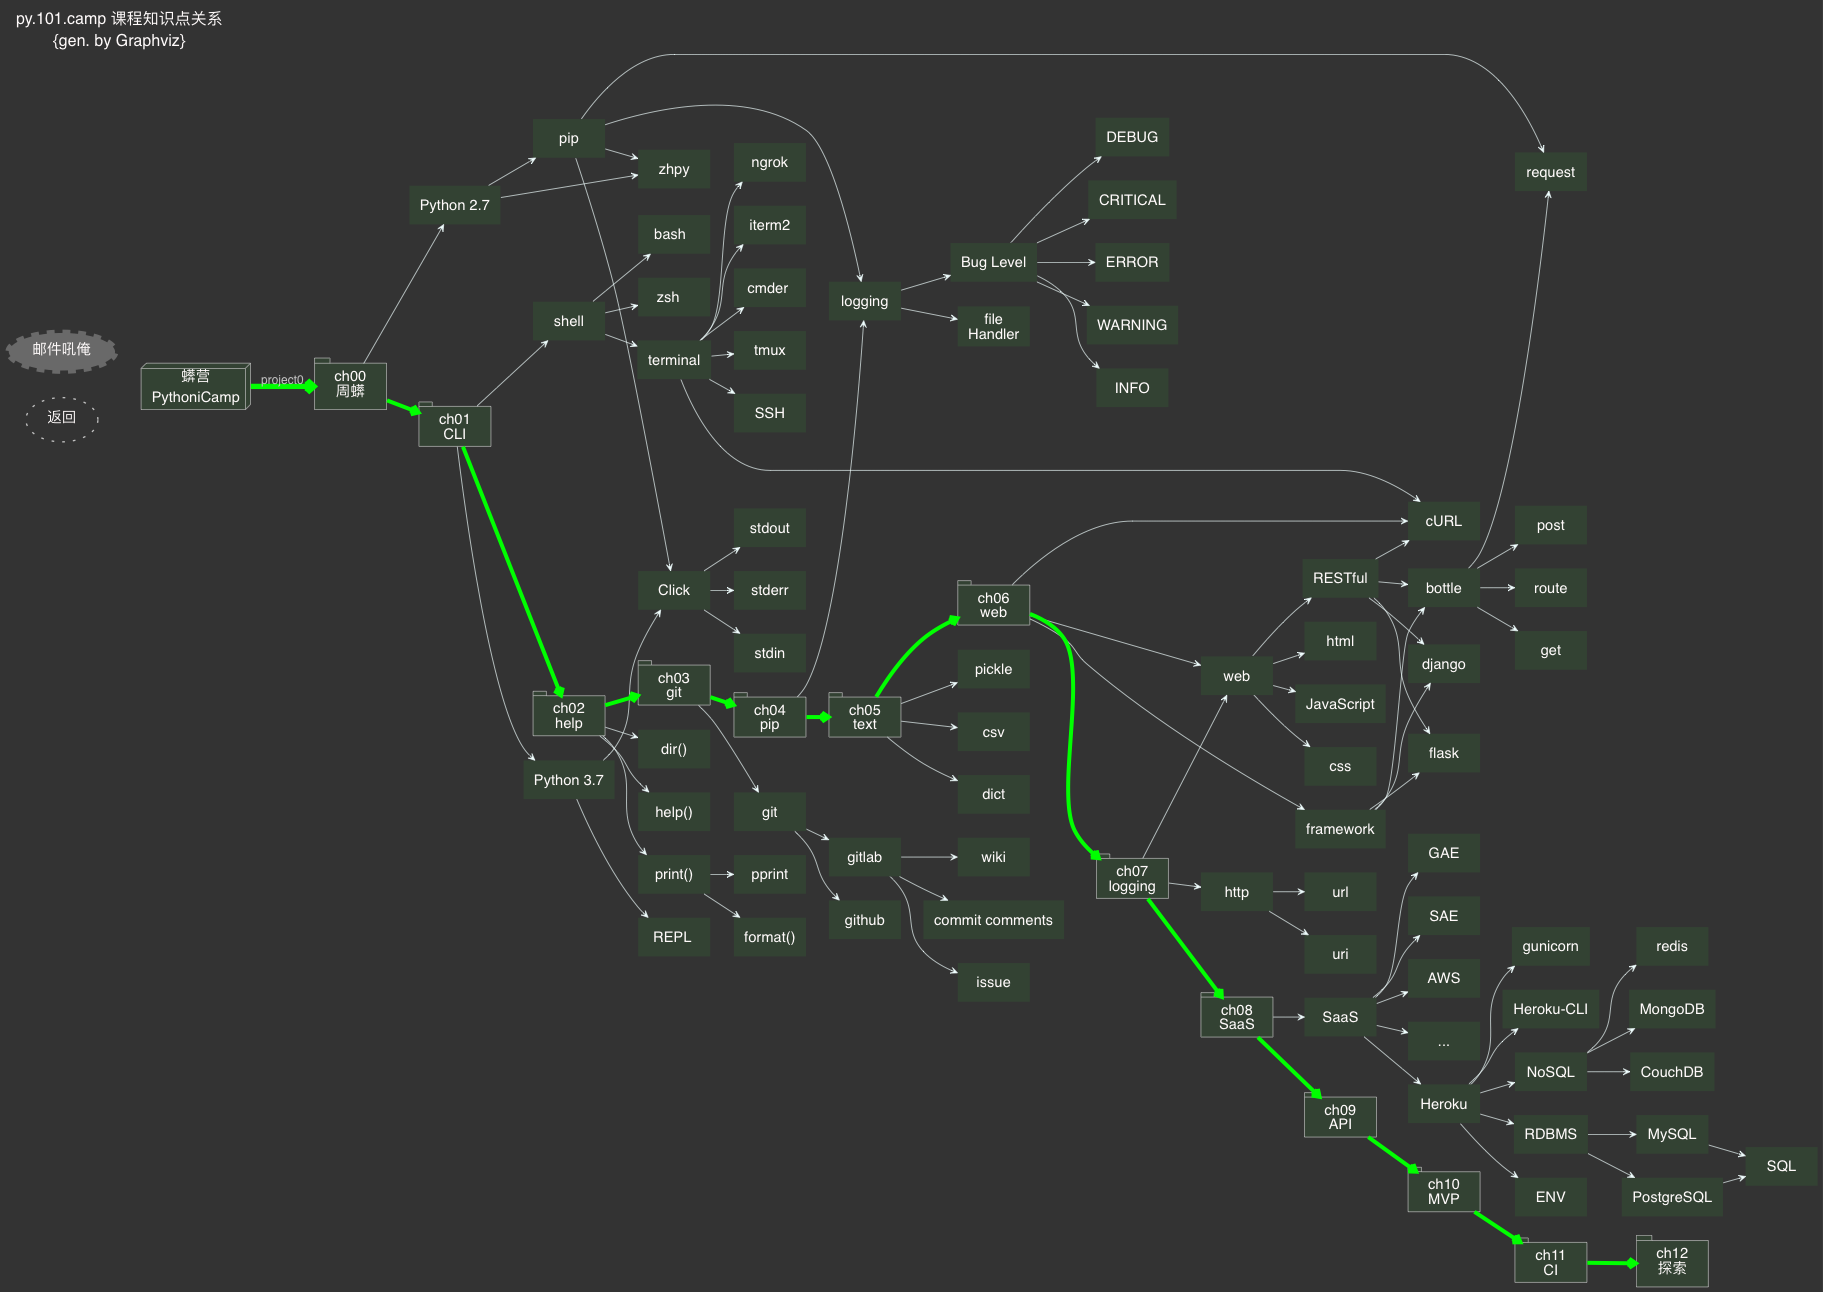 py.101.camp 课程知识点关系
{gen. by Graphviz}
邮件吼俺
返回
蟒营
PythoniCamp
project0
ch00
周蟒
ch01
CLI
Python 2.7
pip
zhpy
bash
zsh
shell
terminal
ngrok
iterm2
cmder
tmux
SSH
logging
Bug Level
file
Handler
DEBUG
CRITICAL
ERROR
WARNING
INFO
request
Click
stdout
stderr
stdin
ch02
help
ch03
git
ch04
pip
ch05
text
ch06
web
Python 3.7
dir()
help()
print()
REPL
git
pprint
format()
gitlab
github
pickle
csv
dict
wiki
commit comments
issue
ch07
logging
web
http
RESTful
html
JavaScript
css
framework
url
uri
cURL
bottle
django
flask
post
route
get
ch08
SaaS
SaaS
GAE
SAE
AWS
...
Heroku
gunicorn
Heroku-CLI
NoSQL
RDBMS
ENV
redis
MongoDB
CouchDB
MySQL
PostgreSQL
SQL
ch09
API
ch10
MVP
ch11
CI
ch12
探索